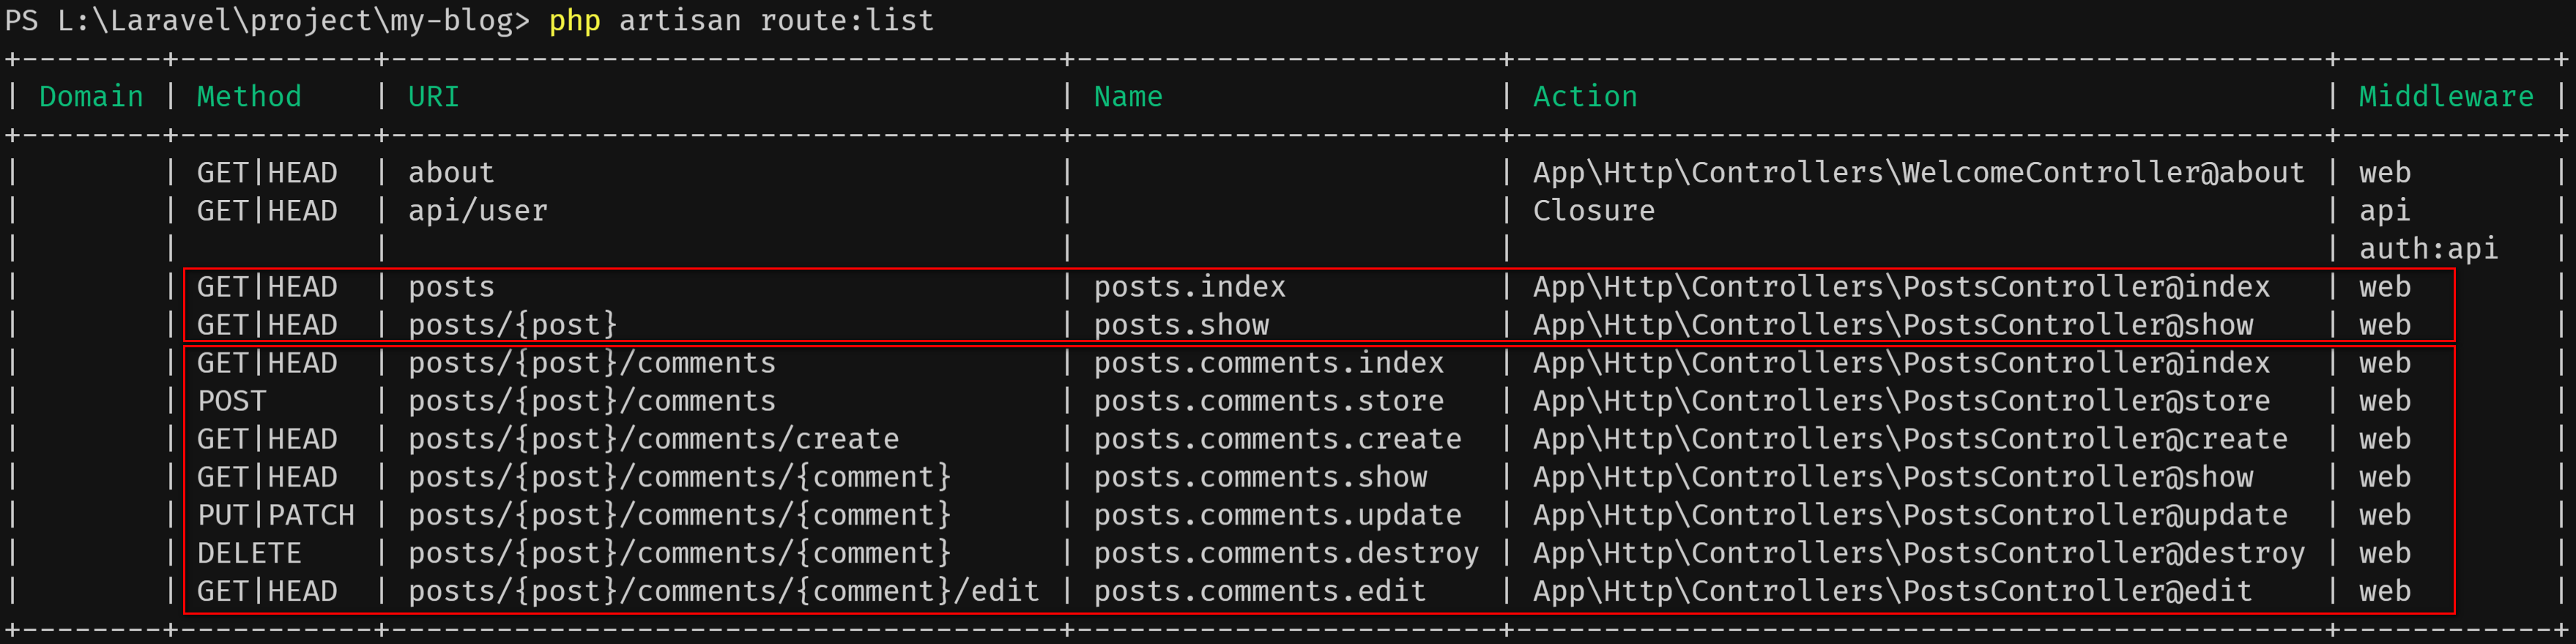 PS L:\Laravel\project\my-blog> php artisan route:list
+---------+-----------+--------------------------------------+------------------------+----------------------------------------------+------------+
| Domain | Method | URI | Name | Action | Middleware |
+---------+-----------+--------------------------------------+------------------------+----------------------------------------------+------------+
| | GET|HEAD | about | | App\Http\Controllers\WelcomeController@about | web |
| | GET|HEAD | api/user | | Closure | api |
| | | | | | auth:api |
| | GET|HEAD | posts | posts.index | App\Http\Controllers\PostsController@index | web |
| | GET|HEAD | posts/{post} | posts.show | App\Http\Controllers\PostsController@show | web |
| | GET|HEAD | posts/{post}/comments | posts.comments.index | App\Http\Controllers\PostsController@index | web |
| | POST | posts/{post}/comments | posts.comments.store | App\Http\Controllers\PostsController@store | web |
| | GET|HEAD | posts/{post}/comments/create | posts.comments.create | App\Http\Controllers\PostsController@create | web |
| | GET|HEAD | posts/{post}/comments/{comment} | posts.comments.show | App\Http\Controllers\PostsController@show | web |
| | PUT|PATCH | posts/{post}/comments/{comment} | posts.comments.update | App\Http\Controllers\PostsController@update | web |
| | DELETE | posts/{post}/comments/{comment} | posts.comments.destroy | App\Http\Controllers\PostsController@destroy | web |
| | GET|HEAD | posts/{post}/comments/{comment}/edit | posts.comments.edit | App\Http\Controllers\PostsController@edit | web |
+---------+-----------+--------------------------------------+------------------------+----------------------------------------------+------------+